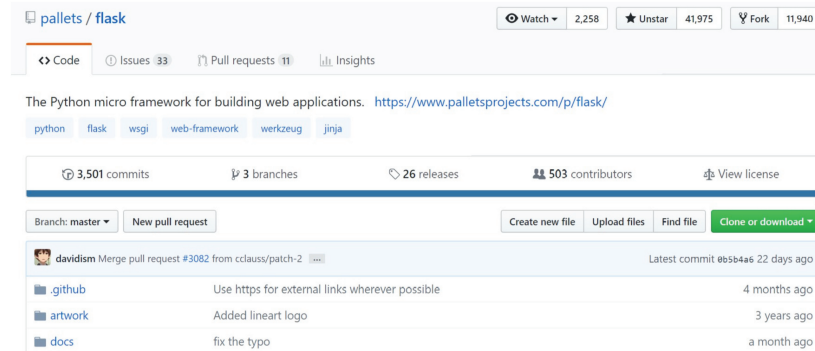 pallets / flask
Watch 2,258 Unstar 41,975 Fork 11,940
Code Issues 33 Pull requests 11 Insights
The Python micro framework for building web applications. https://www.palletsprojects.com/p/flask/
python flask wsgi web-framework werkzeug jinja
3,501 commits 3 branches 26 releases 503 contributors View license
Branch: master New pull request Create new file Upload files Find file Clone or download
davidism Merge pull request #3082 from cclauss/patch-2 ... Latest commit 0b5b4a6 22 days ago
.github Use https for external links wherever possible 4 months ago
artwork Added lineart logo 3 years ago
docs fix the typo a month ago